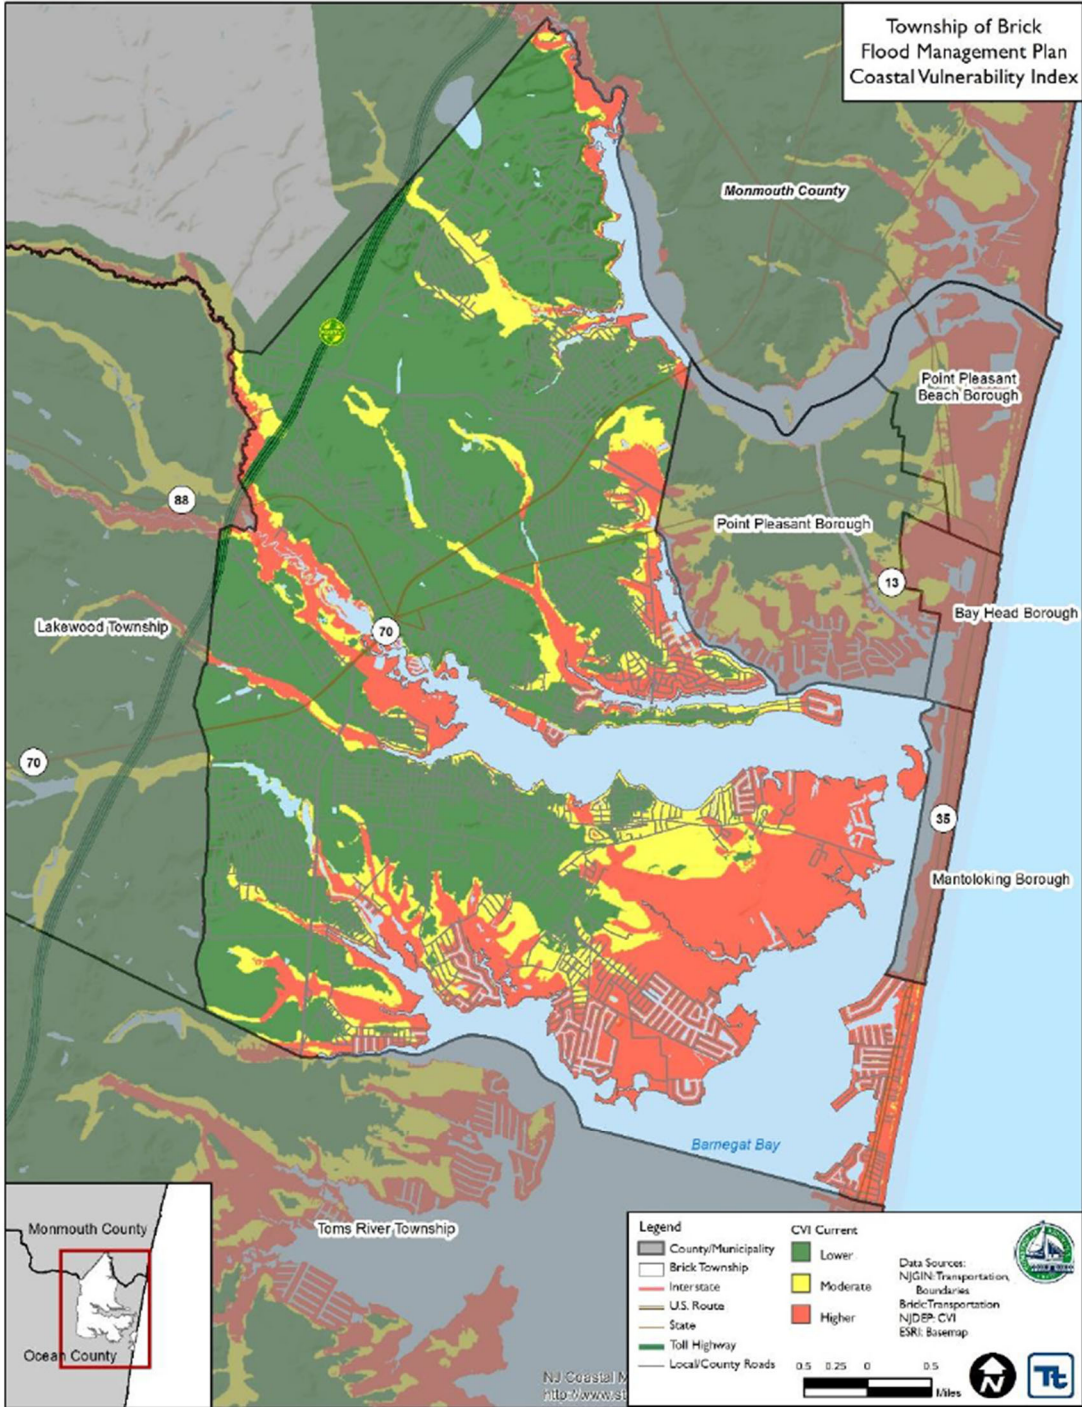 Township of Brick
Flood Management Plan
Coastal Vulnerability Index
Monmouth County
Point Pleasant
Beach Borough
88
Point Pleasant Borough
13
Bay Head Borough
Lakewood Township
70
70
35
Mantoloking Borough
Barnegat Bay
Toms River Township
Monmouth County
Ocean County
Legend
County/Municipality
Brick Township
Interstate
U.S. Route
State
Toll Highway
Local/County Roads
CVI Current
Lower
Moderate
Higher
Data Sources:
NJGIN: Transportation,
Boundaries
Brick: Transportation
NJDEP: CVI
ESRI: Basemap
0.5 0.25 0 0.5
Miles
N
Tt
NJ Coastal
http://www.st